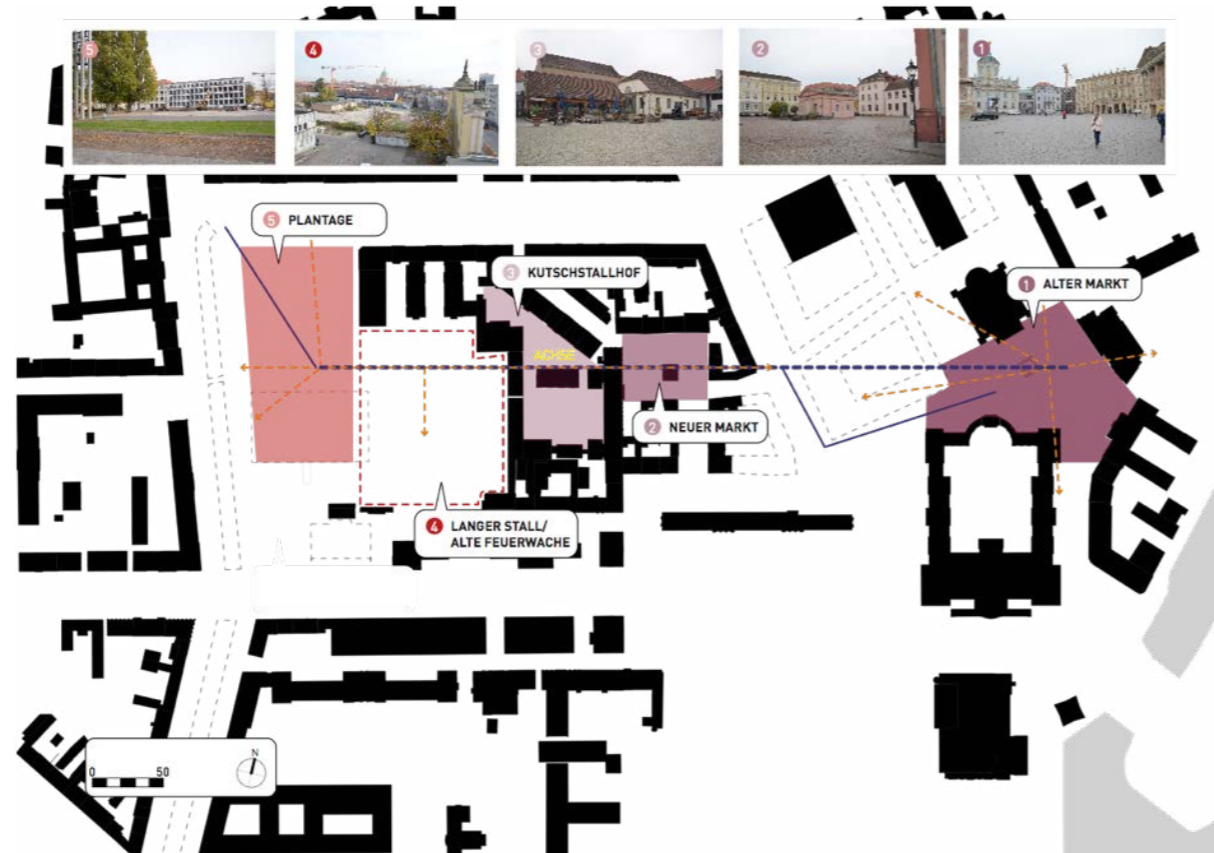 5
4
3
2
1
5 PLANTAGE
3 KUTSCHSTALLHOF
1 ALTER MARKT
ACHSE
2 NEUER MARKT
4 LANGER STALL/
ALTE FEUERWACHE
0 50
N